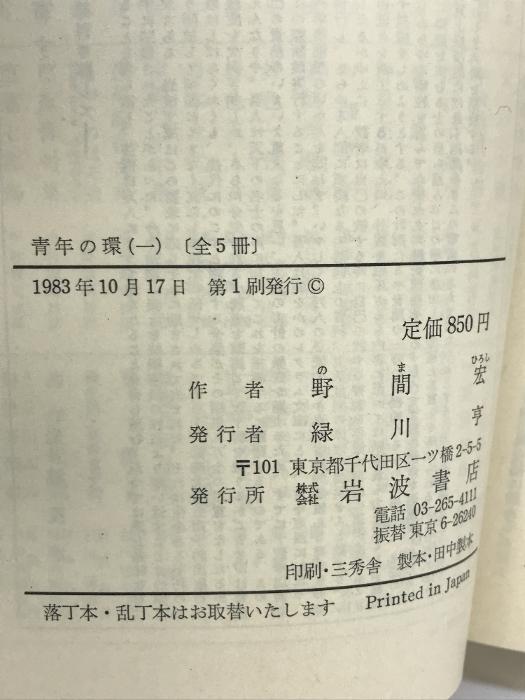 青年の環(一)〔全5冊〕
1983年10月17日 第1刷発行©
定価850円
作者 野間宏
のまひろし
発行者 緑川亨
〒101 東京都千代田区一ツ橋2-5-5
発行所 株式会社 岩波書店
電話 03-265-4111
振替 東京6-26240
印刷・三秀舎 製本・田中製本
落丁本・乱丁本はお取替いたします Printed in Japan